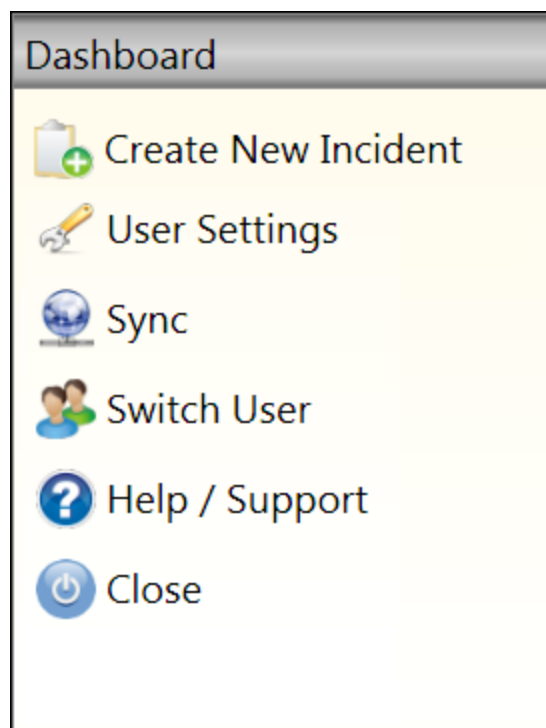 Dashboard
Create New Incident
User Settings
Sync
Switch User
Help / Support
Close